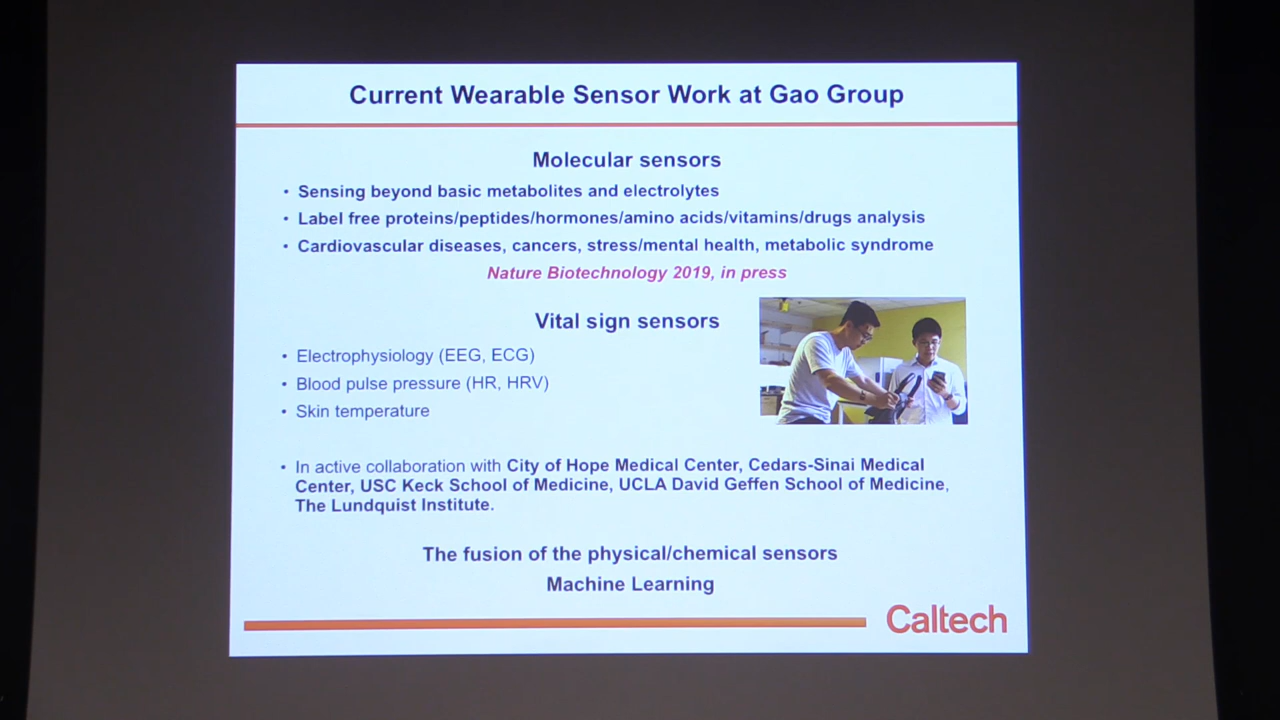 Current Wearable Sensor Work at Gao Group
Molecular sensors
• Sensing beyond basic metabolites and electrolytes
• Label free proteins/peptides/hormones/amino acids/vitamins/drugs analysis
• Cardiovascular diseases, cancers, stress/mental health, metabolic syndrome
Nature Biotechnology 2019, in press
Vital sign sensors
• Electrophysiology (EEG, ECG)
• Blood pulse pressure (HR, HRV)
• Skin temperature
• In active collaboration with City of Hope Medical Center, Cedars-Sinai Medical
Center, USC Keck School of Medicine, UCLA David Geffen School of Medicine,
The Lundquist Institute.
The fusion of the physical/chemical sensors
Machine Learning
Caltech